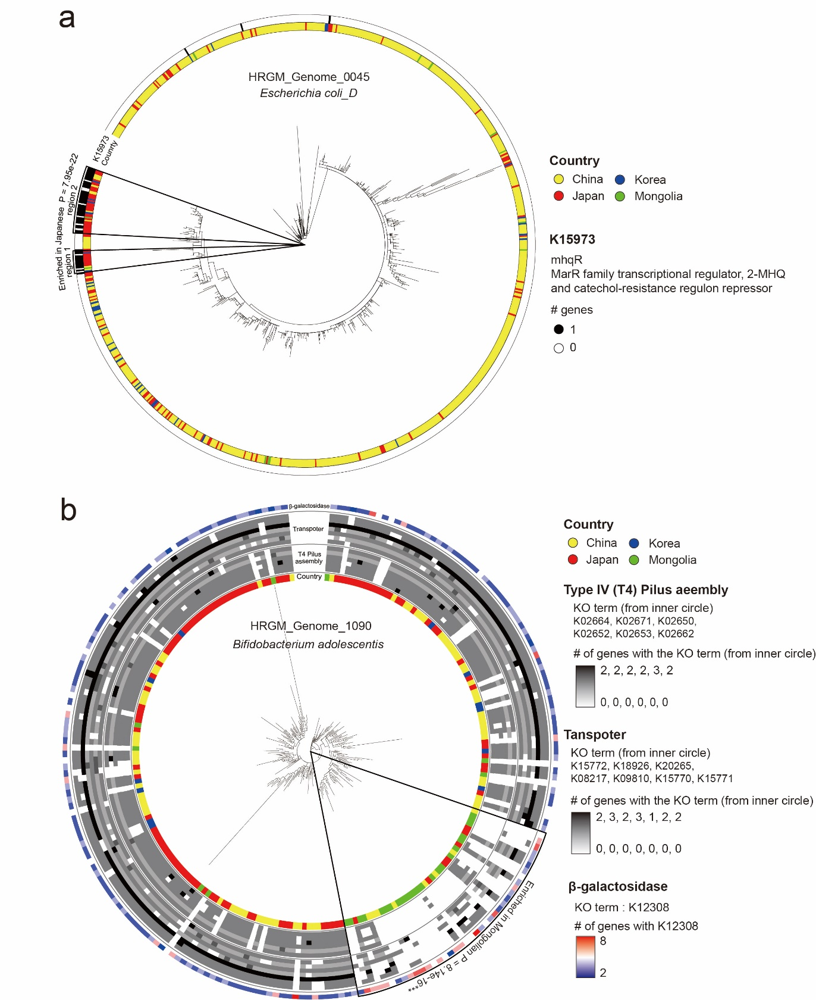 a
HRGM_Genome_0045
Escherichia coli_D
K15973
Counrty
Enriched in Japanese P = 7.95e-22
region 2
region 1
Country
China
Korea
Japan
Mongolia
K15973
mhqR
MarR family transcriptional regulator, 2-MHQ
and catechol-resistance regulon repressor
# genes
1
0
b
β-galactosidase
Transpoter
T4 Pilus
assembly
Country
HRGM_Genome_1090
Bifidobacterium adolescentis
Enriched in Mongolian P = 8.14e-16***
Country
China
Korea
Japan
Mongolia
Type IV (T4) Pilus aeembly
KO term (from inner circle)
K02664, K02671, K02650,
K02652, K02653, K02662
# of genes with the KO term (from inner circle)
2, 2, 2, 2, 3, 2
0, 0, 0, 0, 0, 0
Tanspoter
KO term (from inner circle)
K15772, K18926, K20265,
K08217, K09810, K15770, K15771
# of genes with the KO term (from inner circle)
2, 3, 2, 3, 1, 2, 2
0, 0, 0, 0, 0, 0, 0
β-galactosidase
KO term : K12308
# of genes with K12308
8
2